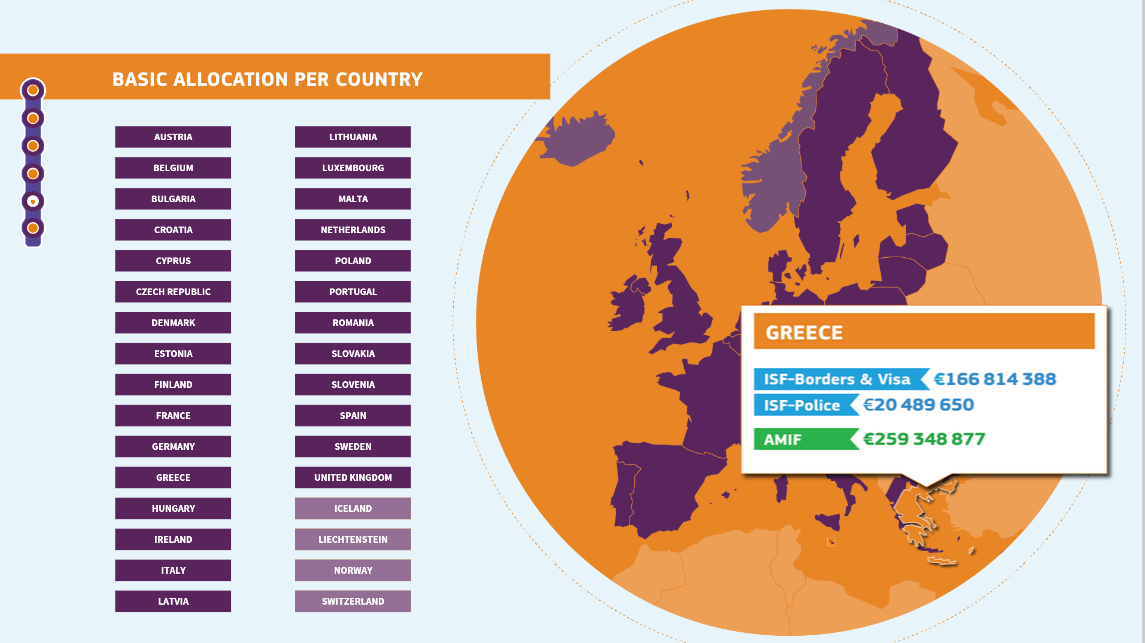 BASIC ALLOCATION PER COUNTRY
AUSTRIA
BELGIUM
BULGARIA
CROATIA
CYPRUS
CZECH REPUBLIC
DENMARK
ESTONIA
FINLAND
FRANCE
GERMANY
GREECE
HUNGARY
IRELAND
ITALY
LATVIA
LITHUANIA
LUXEMBOURG
MALTA
NETHERLANDS
POLAND
PORTUGAL
ROMANIA
SLOVAKIA
SLOVENIA
SPAIN
SWEDEN
UNITED KINGDOM
ICELAND
LIECHTENSTEIN
NORWAY
SWITZERLAND
GREECE
ISF-Borders & Visa €166 814 388
ISF-Police €20 489 650
AMIF €259 348 877